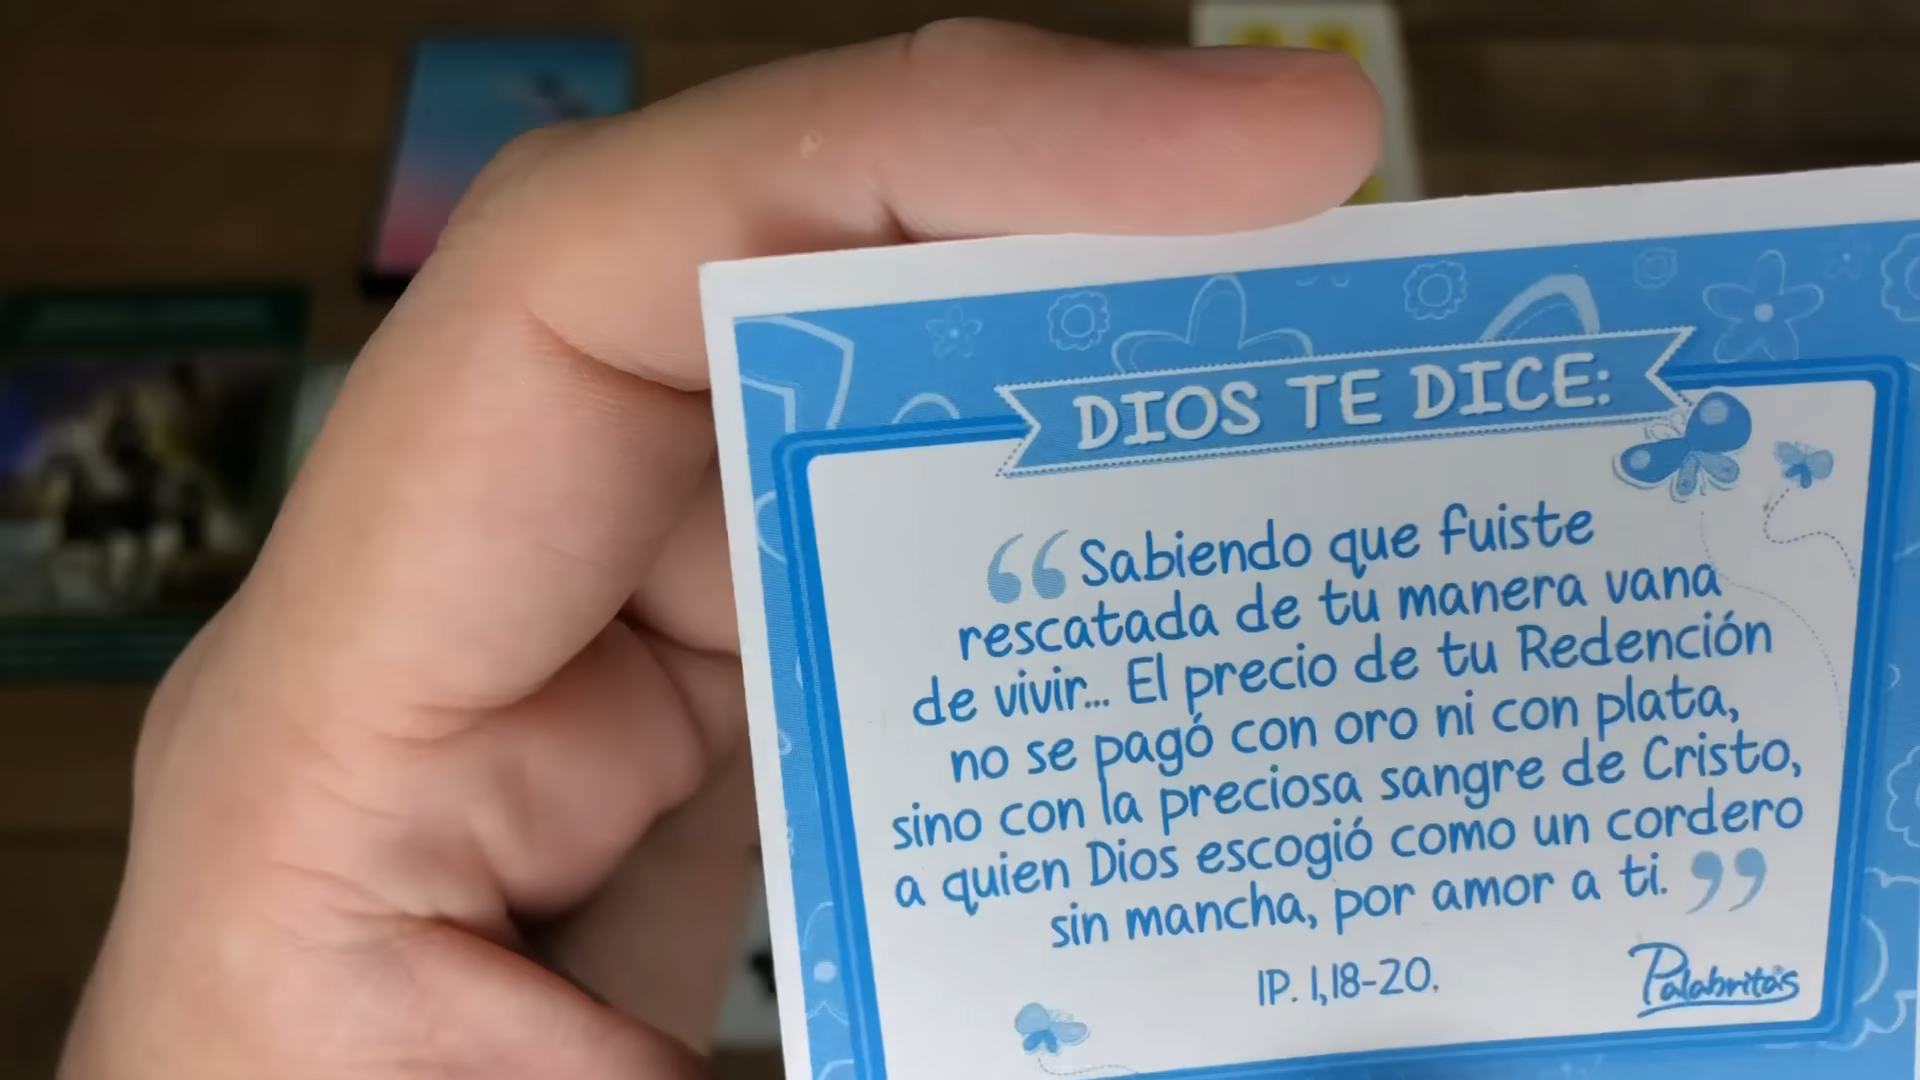 DIOS TE DICE:
“Sabiendo que fuiste
rescatada de tu manera vana
de vivir... El precio de tu Redención
no se pagó con oro ni con plata,
sino con la preciosa sangre de Cristo,
a quien Dios escogió como un cordero
sin mancha, por amor a ti.”
1P. 1,18-20.
Palabritas